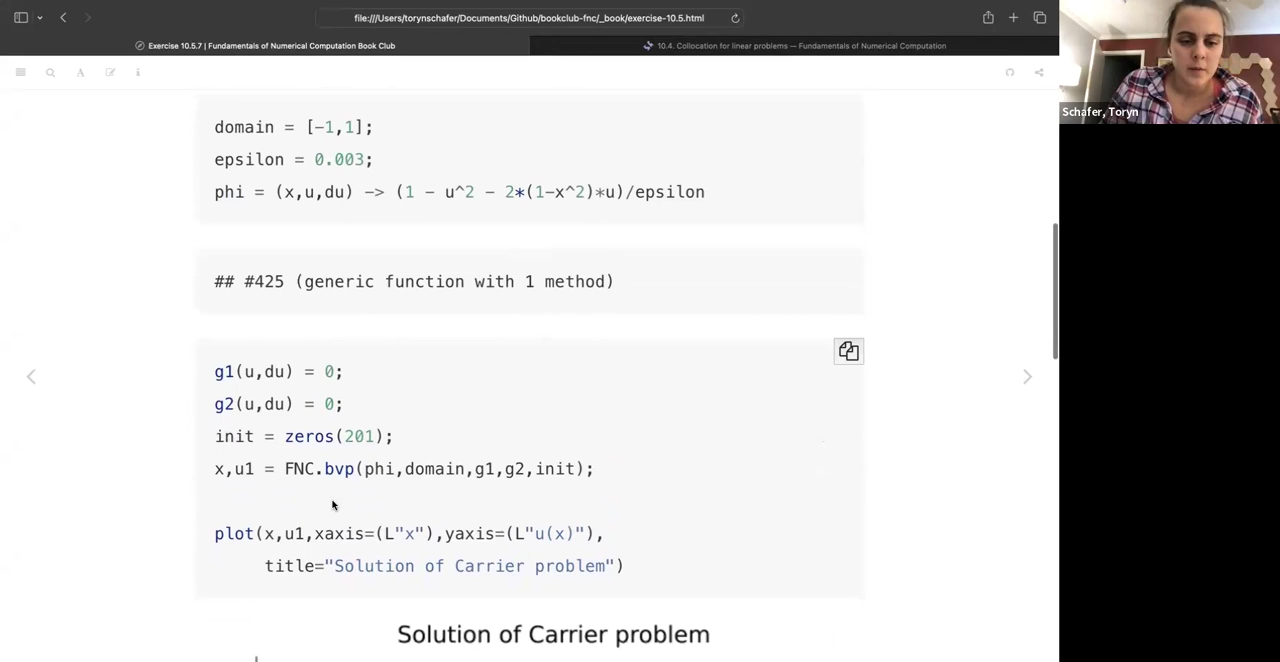 file:///Users/torynschafer/Documents/Github/bookclub-fnc/_book/exercise-10.5.html
Exercise 10.5.7 | Fundamentals of Numerical Computation Book Club
10.4. Collocation for linear problems — Fundamentals of Numerical Computation
Schafer, Toryn
domain = [-1,1];
epsilon = 0.003;
phi = (x,u,du) -> (1 - u^2 - 2*(1-x^2)*u)/epsilon
## #425 (generic function with 1 method)
g1(u,du) = 0;
g2(u,du) = 0;
init = zeros(201);
x,u1 = FNC.bvp(phi,domain,g1,g2,init);
plot(x,u1,xaxis=(L"x"),yaxis=(L"u(x)"),
title="Solution of Carrier problem")
Solution of Carrier problem